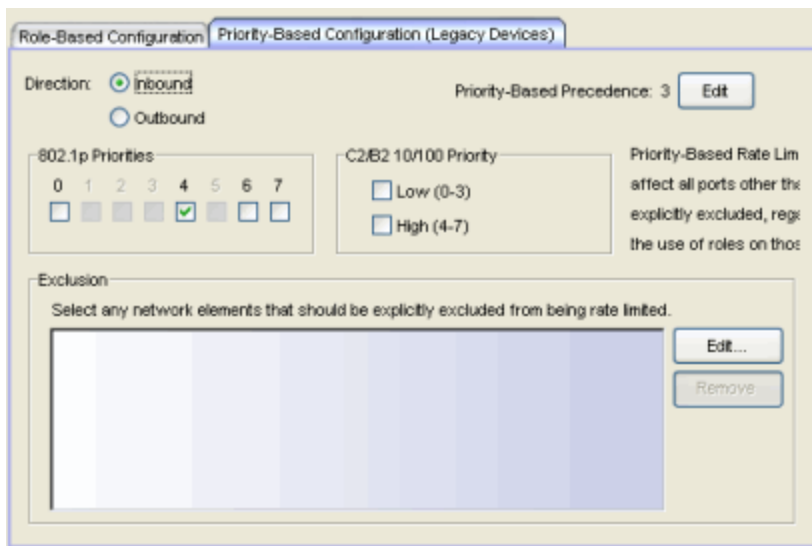 Role-Based Configuration
Priority-Based Configuration (Legacy Devices)
Direction: Inbound
Outbound
Priority-Based Precedence: 3 Edit
802.1p Priorities
0 1 2 3 4 5 6 7
C2/B2 10/100 Priority
Low (0-3)
High (4-7)
Priority-Based Rate Lim
affect all ports other the
explicitly excluded, rega
the use of roles on thos
Exclusion
Select any network elements that should be explicitly excluded from being rate limited.
Edit...
Remove